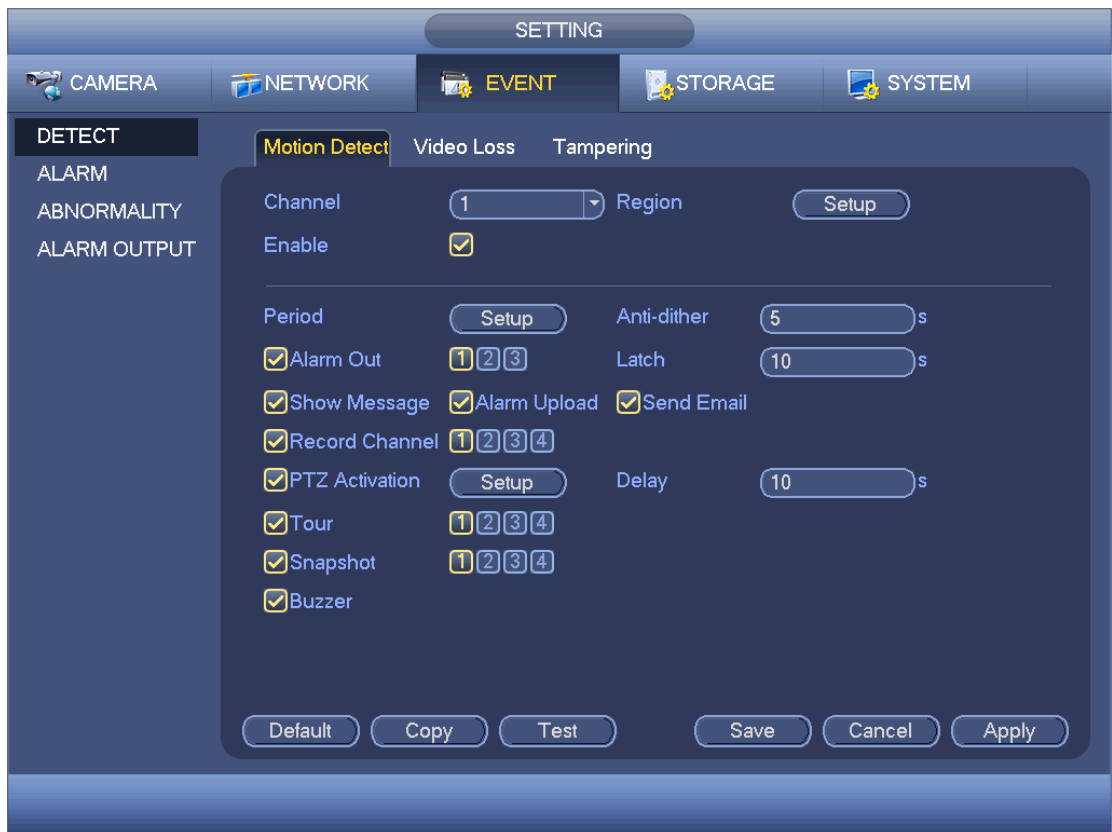 SETTING
CAMERA NETWORK EVENT STORAGE SYSTEM
DETECT
ALARM
ABNORMALITY
ALARM OUTPUT
Motion Detect Video Loss Tampering
Channel 1 Region Setup
Enable
Period Setup Anti-dither 5 s
Alarm Out 1 2 3 Latch 10 s
Show Message Alarm Upload Send Email
Record Channel 1 2 3 4
PTZ Activation Setup Delay 10 s
Tour 1 2 3 4
Snapshot 1 2 3 4
Buzzer
Default Copy Test Save Cancel Apply